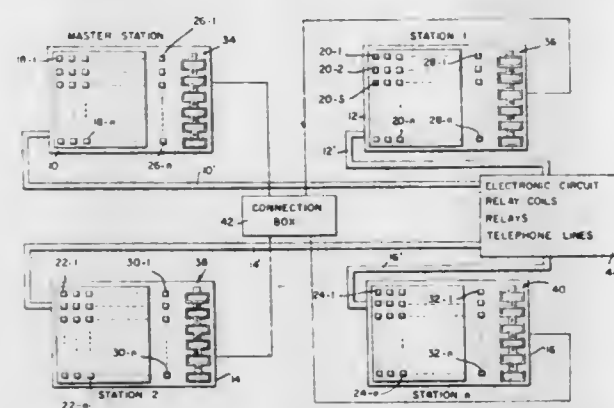 MASTER STATION
26-1
34
STATION 1
36
18-1
20-1
20-2
20-S
28-1
12
18-n
20-n
28-n
12'
10
26-n
10'
CONNECTION BOX
42
ELECTRONIC CIRCUIT
RELAY COILS
RELAYS
TELEPHONE LINES
14'
16'
22-1
30-1
38
24-1
32-1
40
30-n
32-n
16
STATION 2
14
22-n
24-n
STATION n